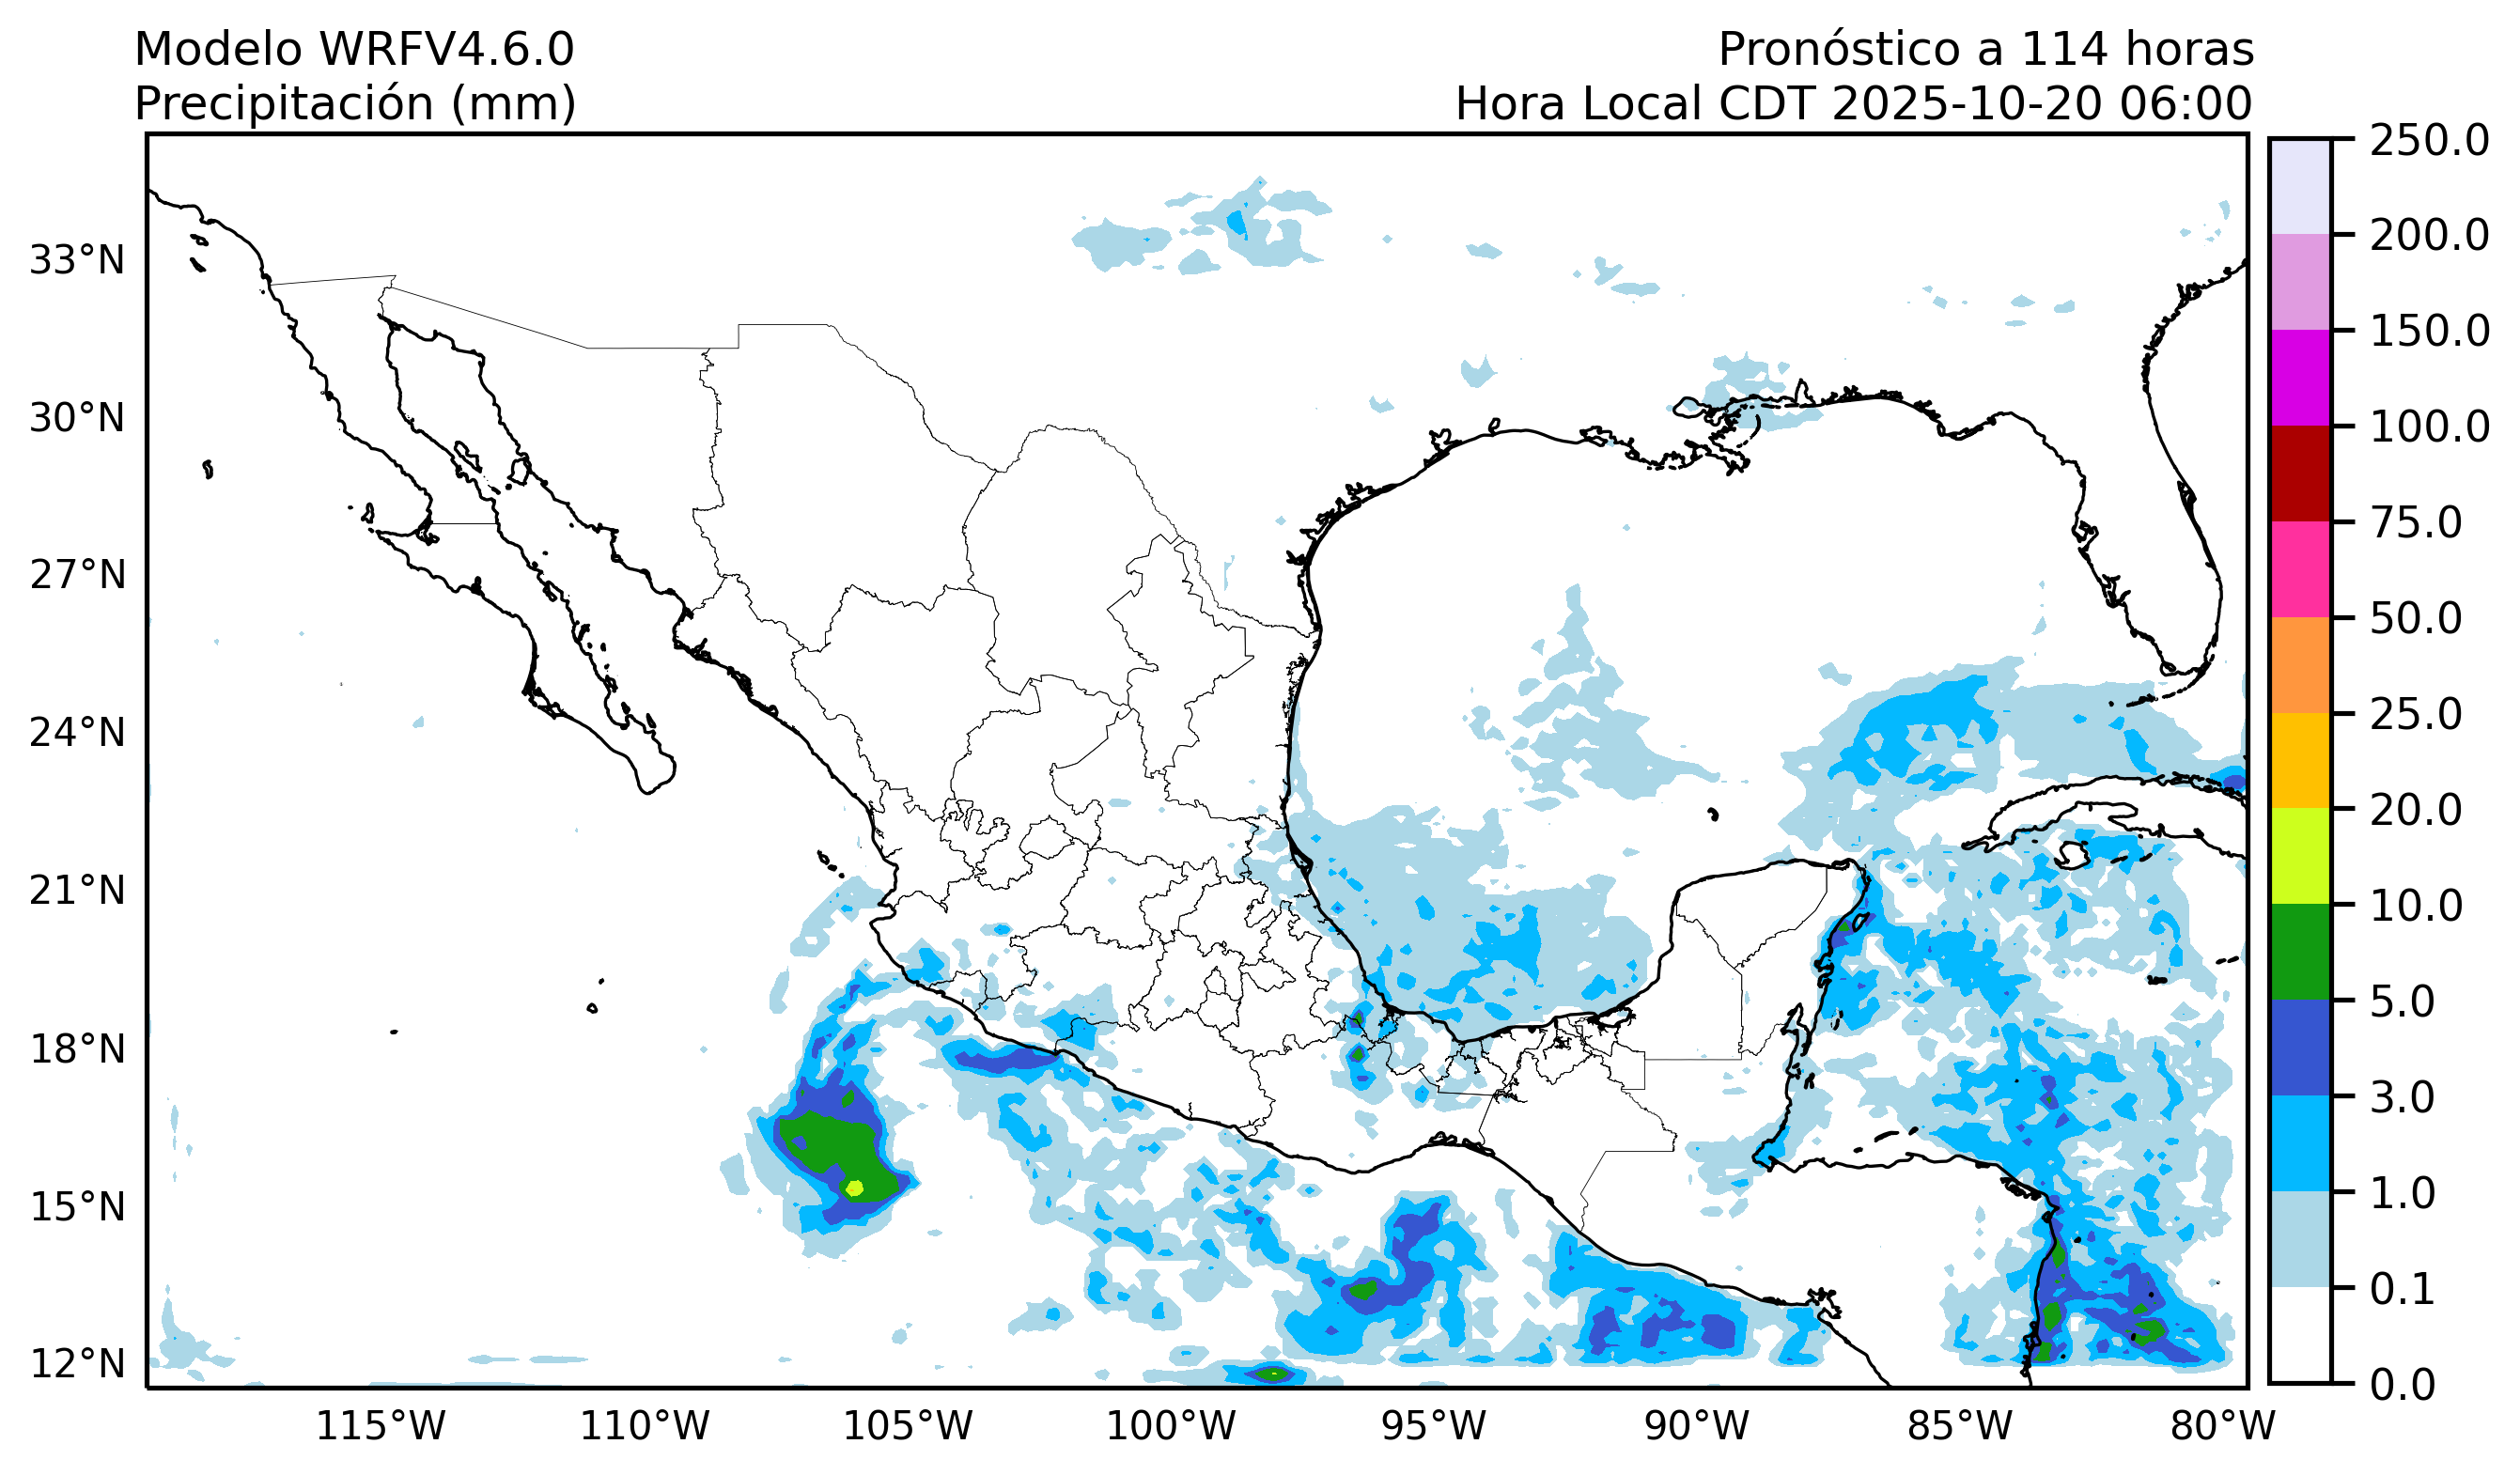 Modelo WRFV4.6.0
Precipitación (mm)
Pronóstico a 114 horas
Hora Local CDT 2025-10-20 06:00
33°N
30°N
27°N
24°N
21°N
18°N
15°N
12°N
115°W
110°W
105°W
100°W
95°W
90°W
85°W
80°W
250.0
200.0
150.0
100.0
75.0
50.0
25.0
20.0
10.0
5.0
3.0
1.0
0.1
0.0